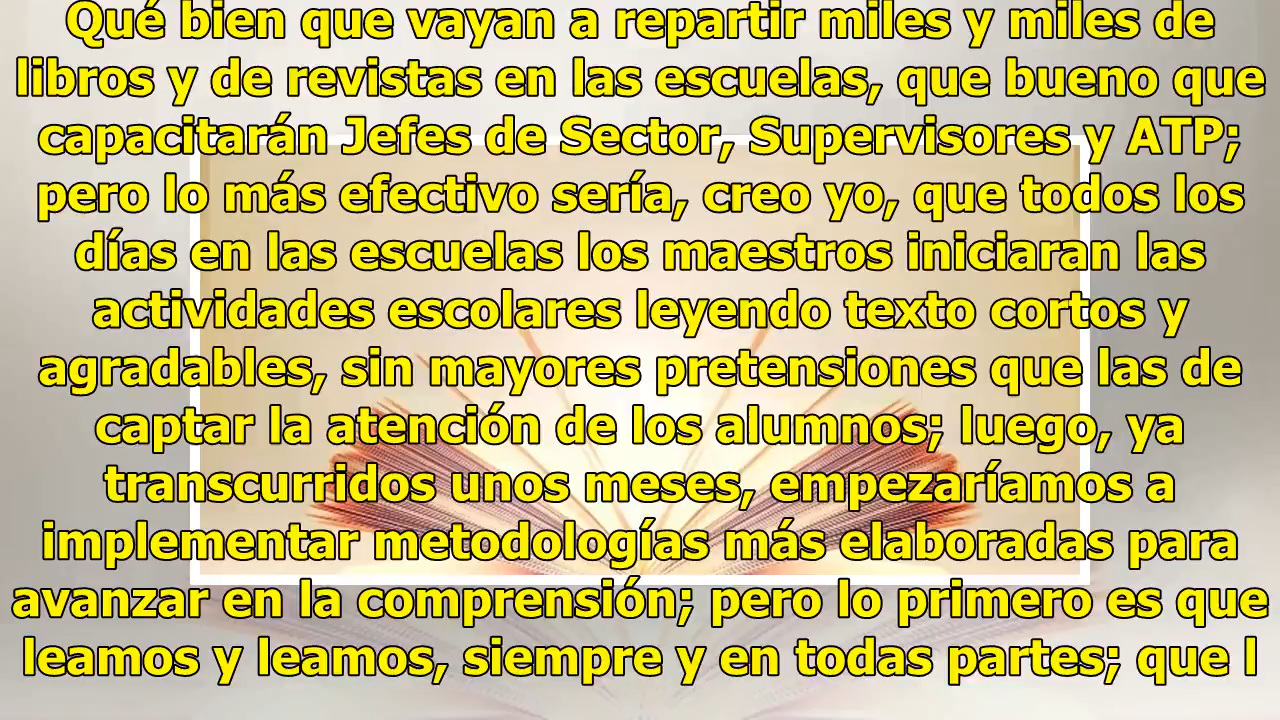 Qué bien que vayan a repartir miles y miles de
libros y de revistas en las escuelas, que bueno que
capacitarán Jefes de Sector, Supervisores y ATP;
pero lo más efectivo sería, creo yo, que todos los
días en las escuelas los maestros iniciaran las
actividades escolares leyendo texto cortos y
agradables, sin mayores pretensiones que las de
captar la atención de los alumnos; luego, ya
transcurridos unos meses, empezaríamos a
implementar metodologías más elaboradas para
avanzar en la comprensión; pero lo primero es que
leamos y leamos, siempre y en todas partes; que l